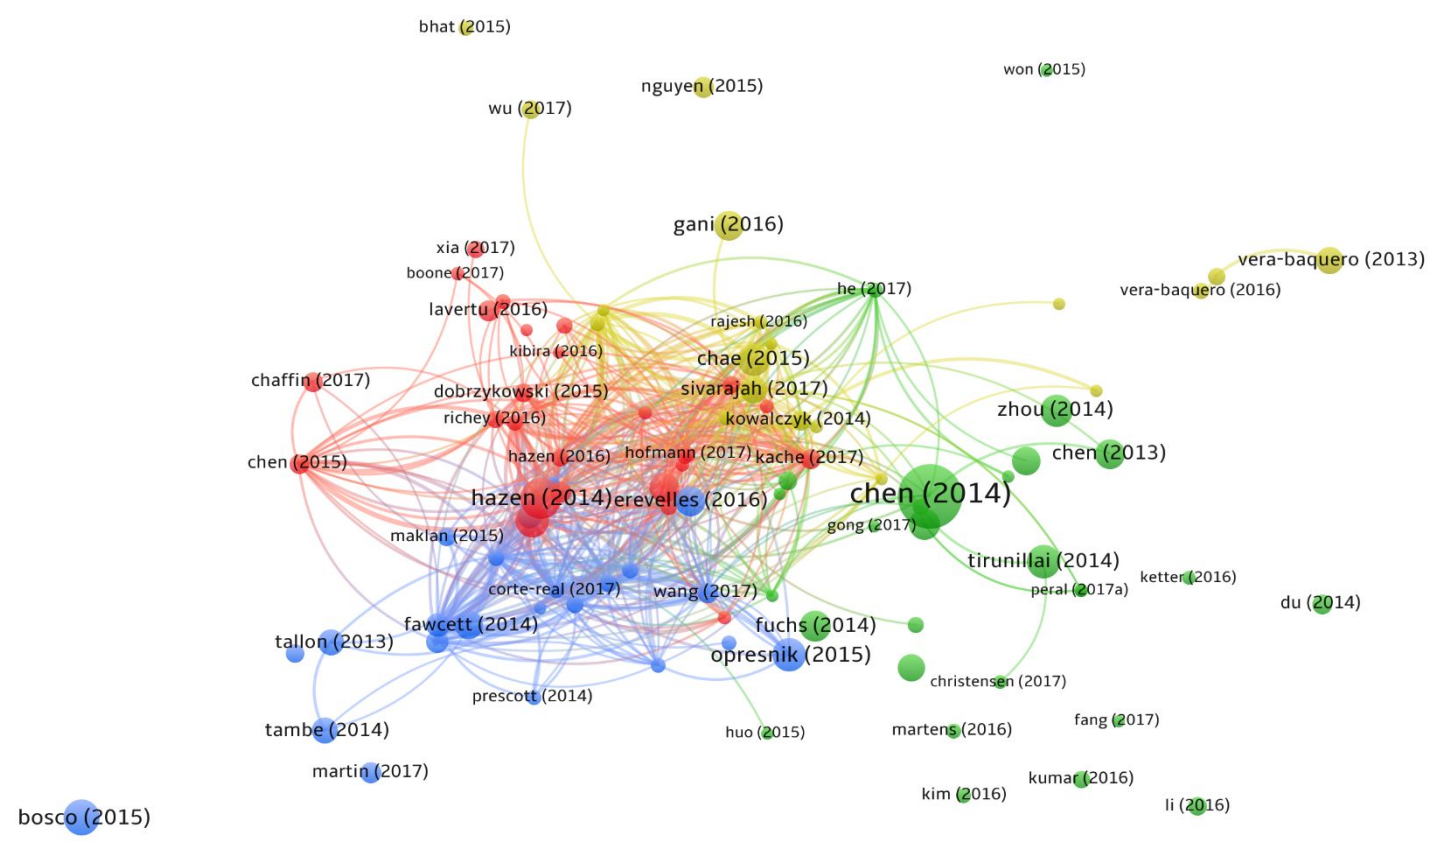 bhat (2015)
won (2015)
nguyen (2015)
wu (2017)
gani (2016)
xia (2017)
vera-baquero (2013)
boone (2017)
he (2017)
vera-baquero (2016)
lavertu (2016)
rajesh (2016)
kibira (2016)
chae (2015)
chaffin (2017)
dobrzykowski (2015)
sivarajah (2017)
zhou (2014)
richey (2016)
kowalczyk (2014)
chen (2013)
chen (2015)
hazen (2016)
hofmann (2017)
kache (2017)
hazen (2014)
erevelles (2016)
chen (2014)
gong (2017)
maklan (2015)
tirunillai (2014)
ketter (2016)
corte-real (2017)
wang (2017)
peral (2017a)
du (2014)
fawcett (2014)
fuchs (2014)
tallon (2013)
opresnik (2015)
christensen (2017)
prescott (2014)
fang (2017)
tambe (2014)
huo (2015)
martens (2016)
martin (2017)
kumar (2016)
kim (2016)
li (2016)
bosco (2015)